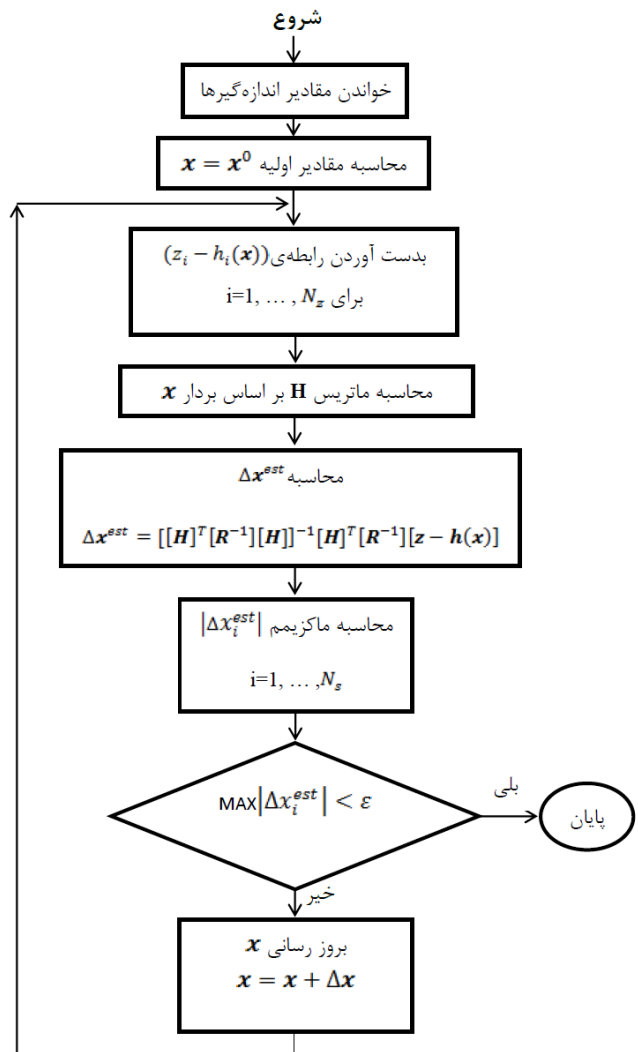 شروع
خواندن مقادیر اندازه‌گیرها
محاسبه مقادیر اولیه x = x⁰
بدست آوردن رابطه‌ی (zᵢ − hᵢ(x))
برای i=1, … , N_z
محاسبه ماتریس H بر اساس بردار x
محاسبه Δx^{est}
Δx^{est} = [[H]^T[R^{-1}][H]]^{-1}[H]^T[R^{-1}][z − h(x)]
محاسبه ماکزیمم |Δx_i^{est}|
i=1, … ,N_s
MAX|Δx_i^{est}| < ε
بلی
پایان
خیر
بروز رسانی x
x = x + Δx